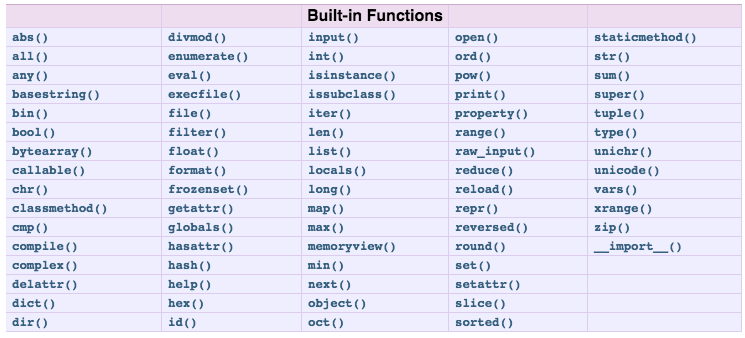 Built-in Functions
abs() divmod() input() open() staticmethod()
all() enumerate() int() ord() str()
any() eval() isinstance() pow() sum()
basestring() execfile() issubclass() print() super()
bin() file() iter() property() tuple()
bool() filter() len() range() type()
bytearray() float() list() raw_input() unichr()
callable() format() locals() reduce() unicode()
chr() frozenset() long() reload() vars()
classmethod() getattr() map() repr() xrange()
cmp() globals() max() reversed() zip()
compile() hasattr() memoryview() round() __import__()
complex() hash() min() set()
delattr() help() next() setattr()
dict() hex() object() slice()
dir() id() oct() sorted()